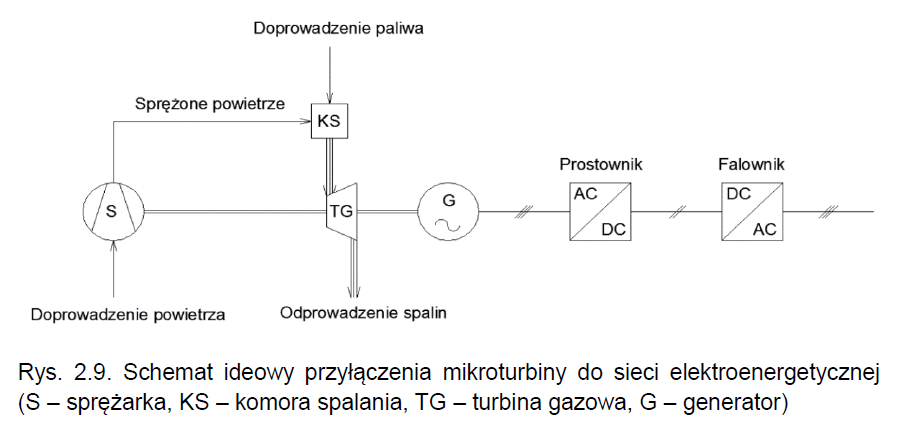 Doprowadzenie paliwa
Sprężone powietrze
KS
Prostownik
Falownik
S
TG
G
AC
DC
DC
AC
Doprowadzenie powietrza
Odprowadzenie spalin
Rys. 2.9. Schemat ideowy przyłączenia mikroturbiny do sieci elektroenergetycznej
(S – sprężarka, KS – komora spalania, TG – turbina gazowa, G – generator)